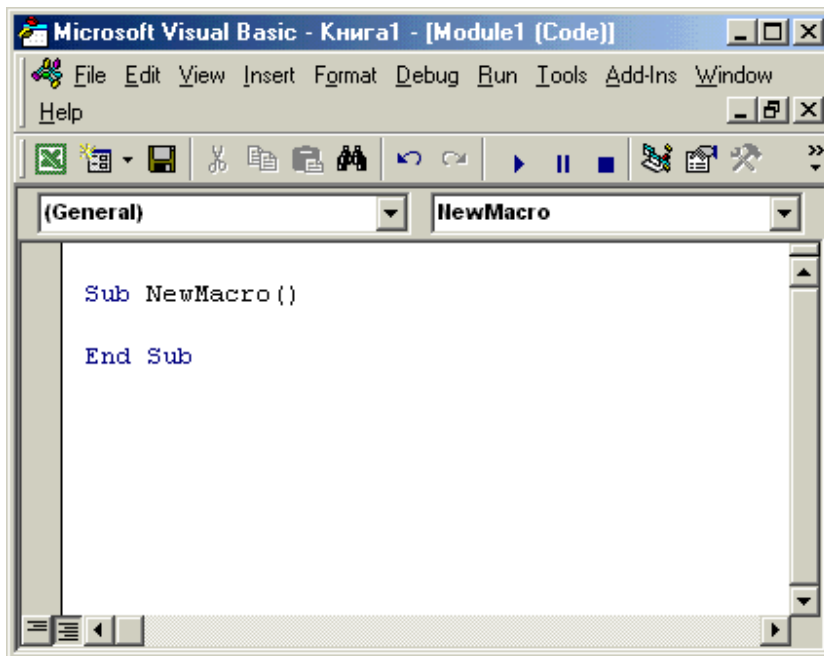 Microsoft Visual Basic - Книга1 - [Module1 (Code)]
File Edit View Insert Format Debug Run Tools Add-Ins Window
Help
(General) NewMacro
Sub NewMacro()
End Sub